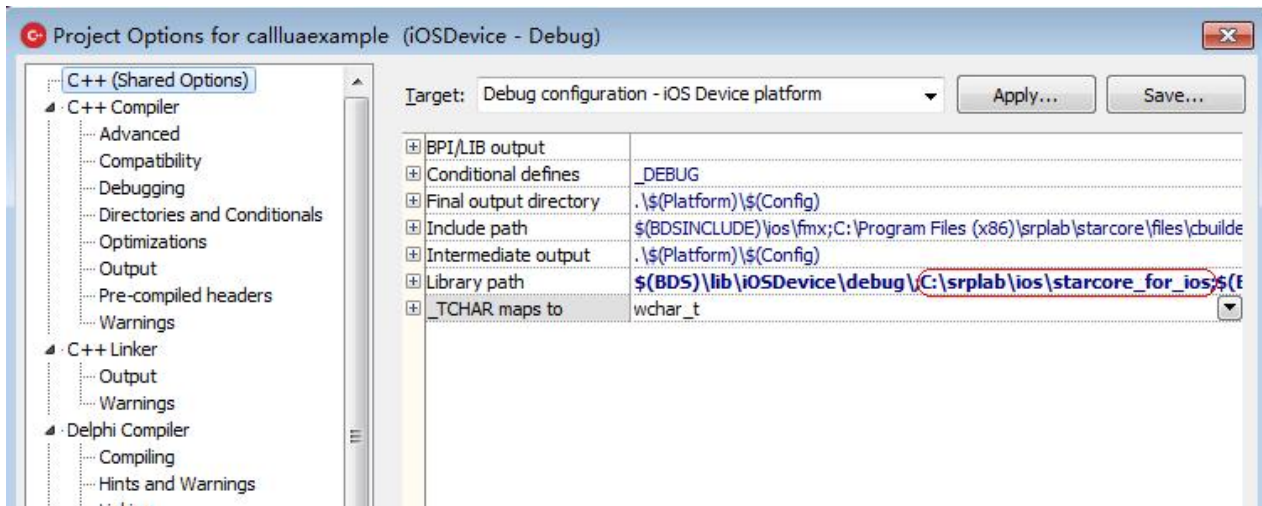 Project Options for callluaexample (iOSDevice - Debug)
C++ (Shared Options)
C++ Compiler
Advanced
Compatibility
Debugging
Directories and Conditionals
Optimizations
Output
Pre-compiled headers
Warnings
C++ Linker
Output
Warnings
Delphi Compiler
Compiling
Hints and Warnings
Target: Debug configuration - iOS Device platform Apply... Save...
BPI/LIB output
Conditional defines _DEBUG
Final output directory .\$(Platform)\$(Config)
Include path $(BDSINCLUDE)\ios\fmx;C:\Program Files (x86)\srplab\starcore\files\cbuilde
Intermediate output .\$(Platform)\$(Config)
Library path $(BDS)\lib\iOSDevice\debug\;C:\srplab\ios\starcore_for_ios;$(
_TCHAR maps to wchar_t